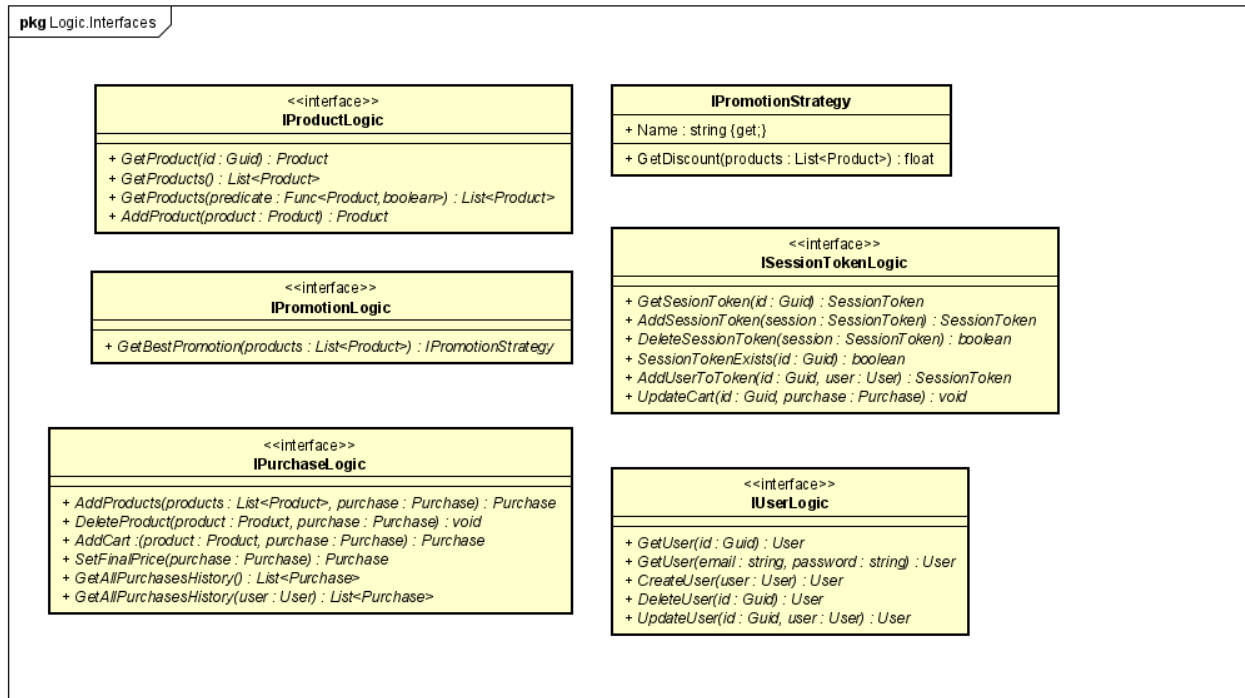 pkg Logic.Interfaces
<<interface>>
IProductLogic
+ GetProduct(id : Guid) : Product
+ GetProducts() : List<Product>
+ GetProducts(predicate : Func<Product,boolean>) : List<Product>
+ AddProduct(product : Product) : Product
IPromotionStrategy
+ Name : string {get;}
+ GetDiscount(products : List<Product>) : float
<<interface>>
IPromotionLogic
+ GetBestPromotion(products : List<Product>) : IPromotionStrategy
<<interface>>
ISessionTokenLogic
+ GetSesionToken(id : Guid) : SessionToken
+ AddSessionToken(session : SessionToken) : SessionToken
+ DeleteSessionToken(session : SessionToken) : boolean
+ SessionTokenExists(id : Guid) : boolean
+ AddUserToToken(id : Guid, user : User) : SessionToken
+ UpdateCart(id : Guid, purchase : Purchase) : void
<<interface>>
IPurchaseLogic
+ AddProducts(products : List<Product>, purchase : Purchase) : Purchase
+ DeleteProduct(product : Product, purchase : Purchase) : void
+ AddCart :(product : Product, purchase : Purchase) : Purchase
+ SetFinalPrice(purchase : Purchase) : Purchase
+ GetAllPurchasesHistory() : List<Purchase>
+ GetAllPurchasesHistory(user : User) : List<Purchase>
<<interface>>
IUserLogic
+ GetUser(id : Guid) : User
+ GetUser(email : string, password : string) : User
+ CreateUser(user : User) : User
+ DeleteUser(id : Guid) : User
+ UpdateUser(id : Guid, user : User) : User